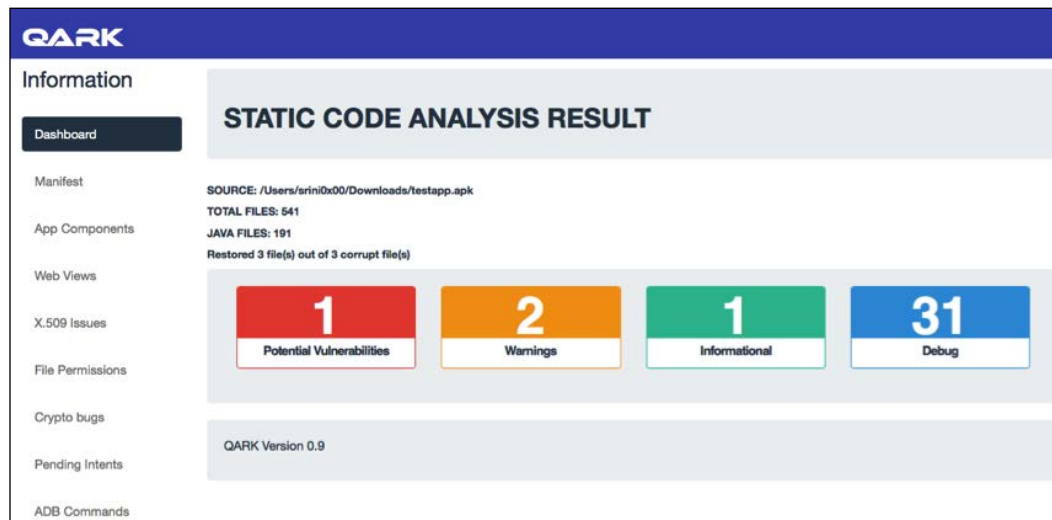 QARK
Information
Dashboard
Manifest
App Components
Web Views
X.509 Issues
File Permissions
Crypto bugs
Pending Intents
ADB Commands
STATIC CODE ANALYSIS RESULT
SOURCE: /Users/srini0x00/Downloads/testapp.apk
TOTAL FILES: 541
JAVA FILES: 191
Restored 3 file(s) out of 3 corrupt file(s)
1
Potential Vulnerabilities
2
Warnings
1
Informational
31
Debug
QARK Version 0.9